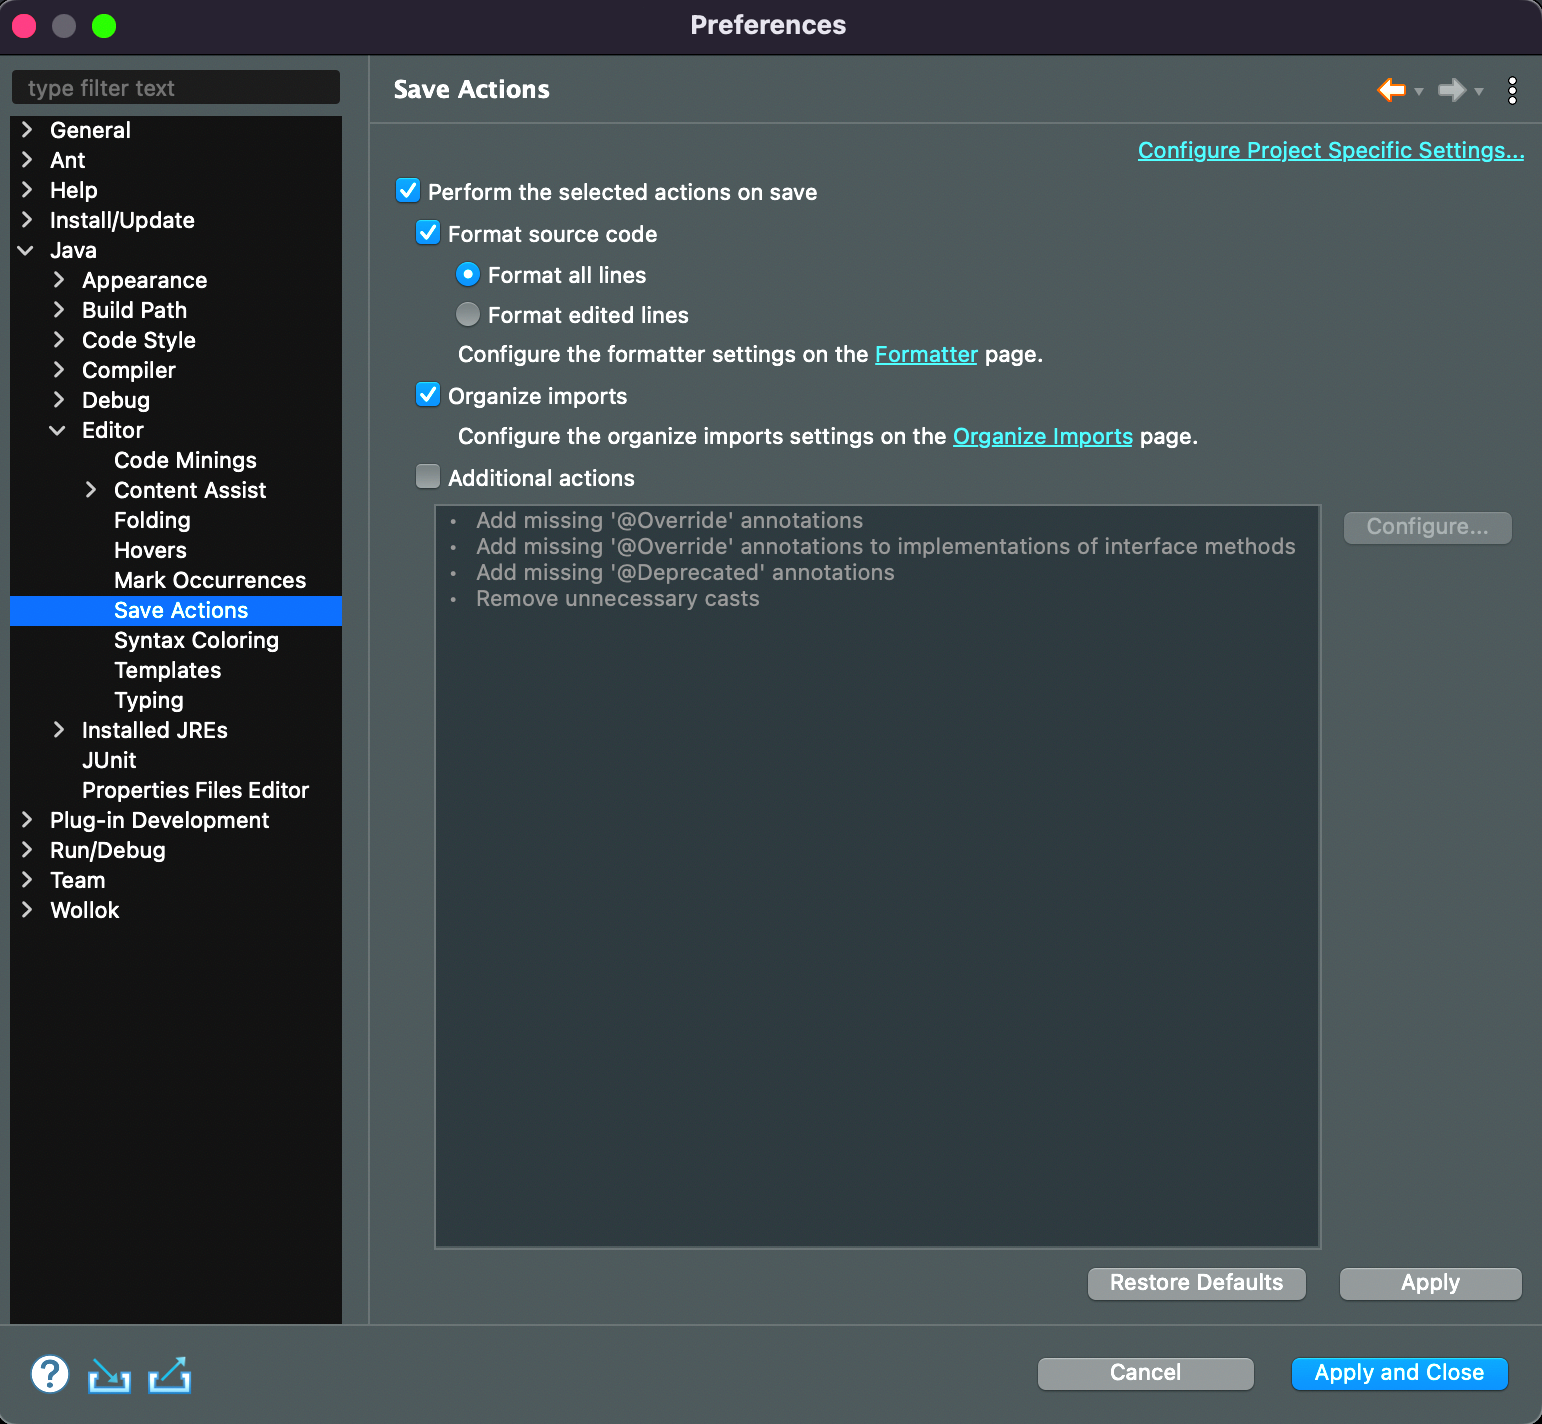 Preferences
type filter text
General
Ant
Help
Install/Update
Java
Appearance
Build Path
Code Style
Compiler
Debug
Editor
Code Minings
Content Assist
Folding
Hovers
Mark Occurrences
Save Actions
Syntax Coloring
Templates
Typing
Installed JREs
JUnit
Properties Files Editor
Plug-in Development
Run/Debug
Team
Wollok
Save Actions
Configure Project Specific Settings...
Perform the selected actions on save
Format source code
Format all lines
Format edited lines
Configure the formatter settings on the Formatter page.
Organize imports
Configure the organize imports settings on the Organize Imports page.
Additional actions
• Add missing '@Override' annotations
• Add missing '@Override' annotations to implementations of interface methods
• Add missing '@Deprecated' annotations
• Remove unnecessary casts
Configure...
Restore Defaults
Apply
?
Cancel
Apply and Close